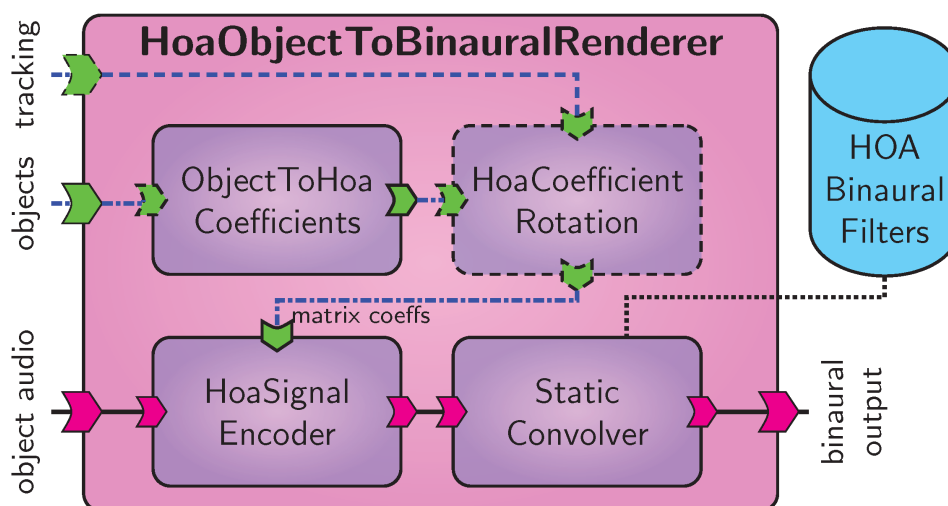 HoaObjectToBinauralRenderer
tracking
objects
object audio
ObjectToHoa
Coefficients
HoaCoefficient
Rotation
matrix coeffs
HoaSignal
Encoder
Static
Convolver
HOA
Binaural
Filters
binaural
output